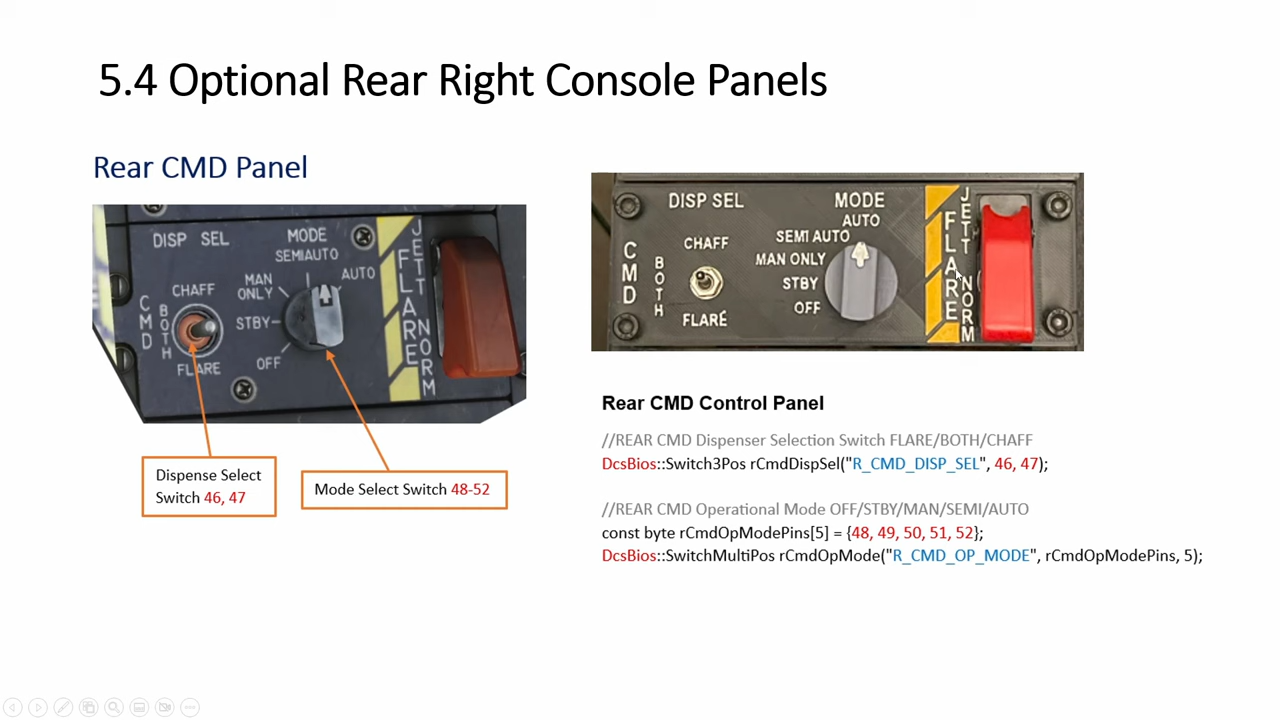 5.4 Optional Rear Right Console Panels
Rear CMD Panel
DISP SEL
MODE
SEMIAUTO
AUTO
MAN
ONLY
STBY
OFF
CHAFF
CMD
BOTH
FLARE
FLARE
JETT
NORM
Dispense Select
Switch 46, 47
Mode Select Switch 48-52
DISP SEL
MODE
AUTO
SEMI AUTO
MAN ONLY
STBY
OFF
CHAFF
CMD
BOTH
FLARE
FLARE
JETT
NORM
Rear CMD Control Panel
//REAR CMD Dispenser Selection Switch FLARE/BOTH/CHAFF
DcsBios::Switch3Pos rCmdDispSel("R_CMD_DISP_SEL", 46, 47);
//REAR CMD Operational Mode OFF/STBY/MAN/SEMI/AUTO
const byte rCmdOpModePins[5] = {48, 49, 50, 51, 52};
DcsBios::SwitchMultiPos rCmdOpMode("R_CMD_OP_MODE", rCmdOpModePins, 5);